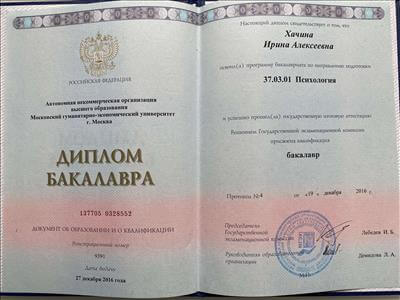 РОССИЙСКАЯ ФЕДЕРАЦИЯ
Автономная некоммерческая организация
высшего образования
Московский гуманитарно-экономический университет
г. Москва
ДИПЛОМ
БАКАЛАВРА
137705 0328552
ДОКУМЕНТ ОБ ОБРАЗОВАНИИ И О КВАЛИФИКАЦИИ
Регистрационный номер
9391
Дата выдачи
27 декабря 2016 года
Настоящий диплом свидетельствует о том, что
Хачина
Ирина Алексеевна
освоил(а) программу бакалавриата по направлению подготовки
37.03.01 Психология
и успешно прошёл(а) государственную итоговую аттестацию
Решением Государственной экзаменационной комиссии
присвоена квалификация
бакалавр
Протокол № 4 от « 19 » декабря 2016 г.
Председатель
Государственной
экзаменационной комиссии
Лебедев И. Б.
Руководитель образовательной
организации
Демидова Л. А.
М.П.